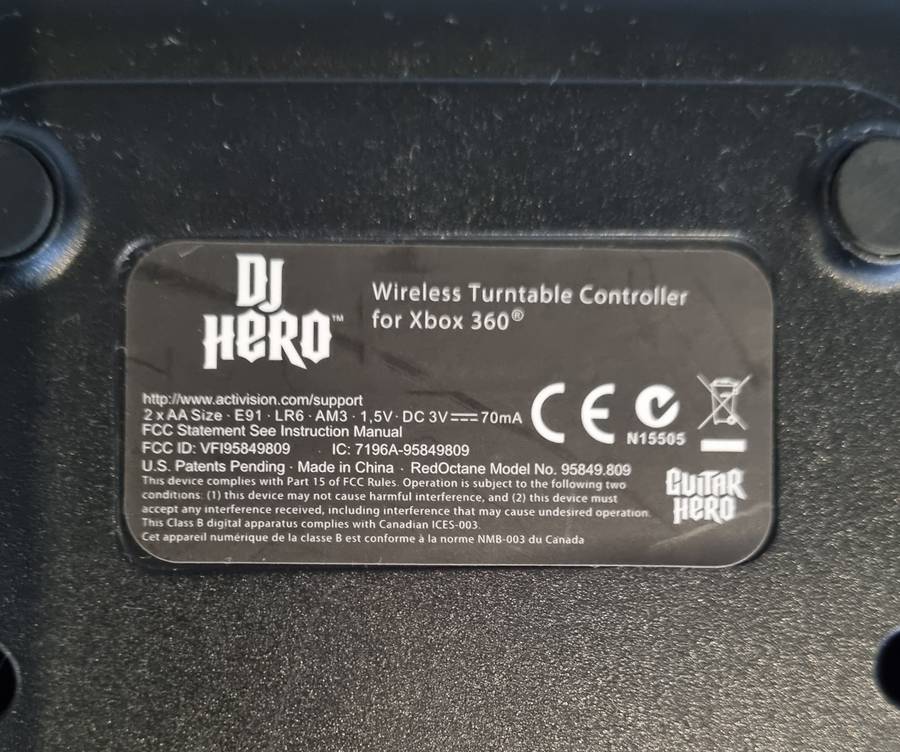 DJ
HERO™
Wireless Turntable Controller
for Xbox 360®
http://www.activision.com/support
2 x AA Size · E91 · LR6 · AM3 · 1,5V · DC 3V⎓70mA
FCC Statement See Instruction Manual
FCC ID: VFI95849809 IC: 7196A-95849809
U.S. Patents Pending · Made in China · RedOctane Model No. 95849.809
This device complies with Part 15 of FCC Rules. Operation is subject to the following two
conditions: (1) this device may not cause harmful interference, and (2) this device must
accept any interference received, including interference that may cause undesired operation.
This Class B digital apparatus complies with Canadian ICES-003.
Cet appareil numérique de la classe B est conforme à la norme NMB-003 du Canada
CE
N15505
GUITAR
HERO